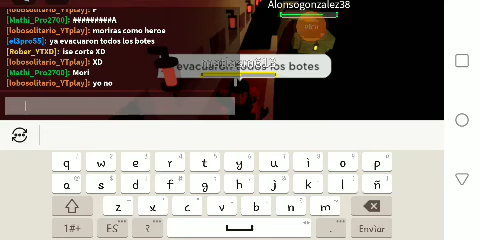 Alonsogonzalez38
[lobosolitario_YTplay]: F
[Mathi_Pro2700]: #########A
[lobosolitario_YTplay]: moriras como heroe
[el3pro55]: ya evacuaron todos los botes
[Rober_YTXD]: ise corta XD
[lobosolitario_YTplay]: XD
[Mathi_Pro2700]: Mori
[lobosolitario_YTplay]: yo no
evacuaron todos los botes
q w e r t y u i o p
a s d f g h j k l ñ
z x c v b n m
1#+ ES ? . Enviar